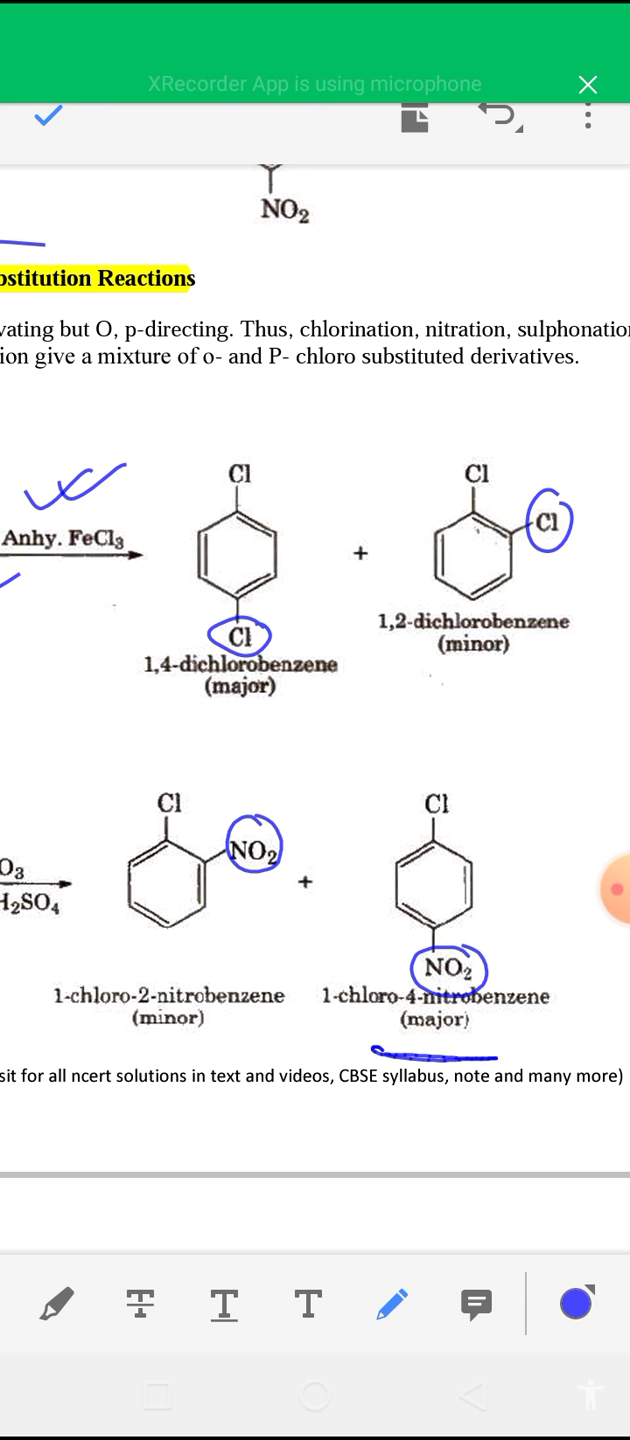 XRecorder App is using microphone
NO₂
bstitution Reactions
vating but O, p-directing. Thus, chlorination, nitration, sulphonation
ion give a mixture of o- and P- chloro substituted derivatives.
Cl Cl
Anhy. FeCl₃ + Cl
Cl
1,4-dichlorobenzene
(major)
1,2-dichlorobenzene
(minor)
Cl Cl
O₃
H₂SO₄
NO₂ +
NO₂
1-chloro-2-nitrobenzene
(minor)
1-chloro-4-nitrobenzene
(major)
sit for all ncert solutions in text and videos, CBSE syllabus, note and many more)
T T T